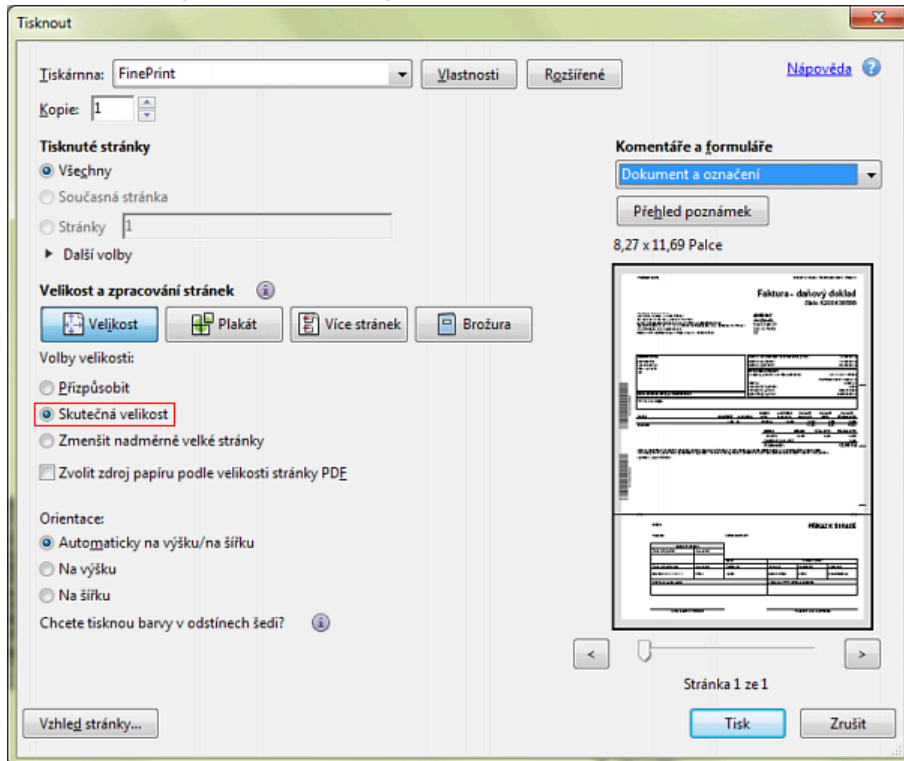 Tisknout
Tiskárnna: FinePrint Vlastnosti Rozšířené Nápověda
Kopie: 1
Tisknuté stránky
Všechny
Současná stránka
Stránky 1
Další volby
Velikost a zpracování stránek
Velikost Plakát Více stránek Brožura
Volby velikosti:
Přizpůsobit
Skutečná velikost
Zmenšit nadměrně velké stránky
Zvolit zdroj papíru podle velikosti stránky PDF
Orientace:
Automaticky na výšku/na šířku
Na výšku
Na šířku
Chcete tisknou barvy v odstínech šedi?
Komentáře a formuláře
Dokument a označení
Přehled poznámek
8,27 x 11,69 Palce
Faktura - daňový doklad
PŘÍKAZ K ÚHRADĚ
<
>
Stránka 1 ze 1
Vzhled stránky... Tisk Zrušit